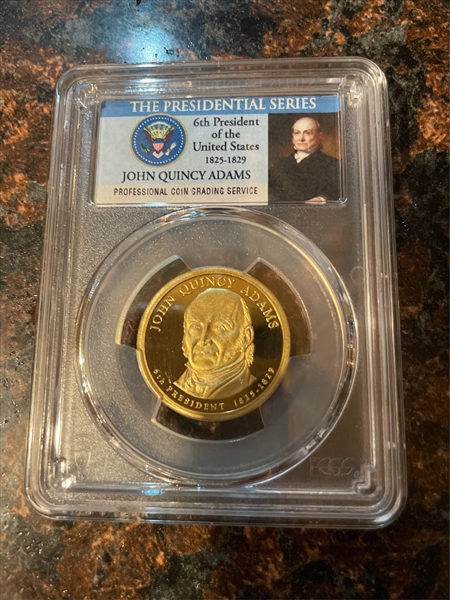 THE PRESIDENTIAL SERIES
6th President
of the
United States
1825-1829
JOHN QUINCY ADAMS
PROFESSIONAL COIN GRADING SERVICE
JOHN QUINCY ADAMS
6th PRESIDENT 1825-1829
PCGS